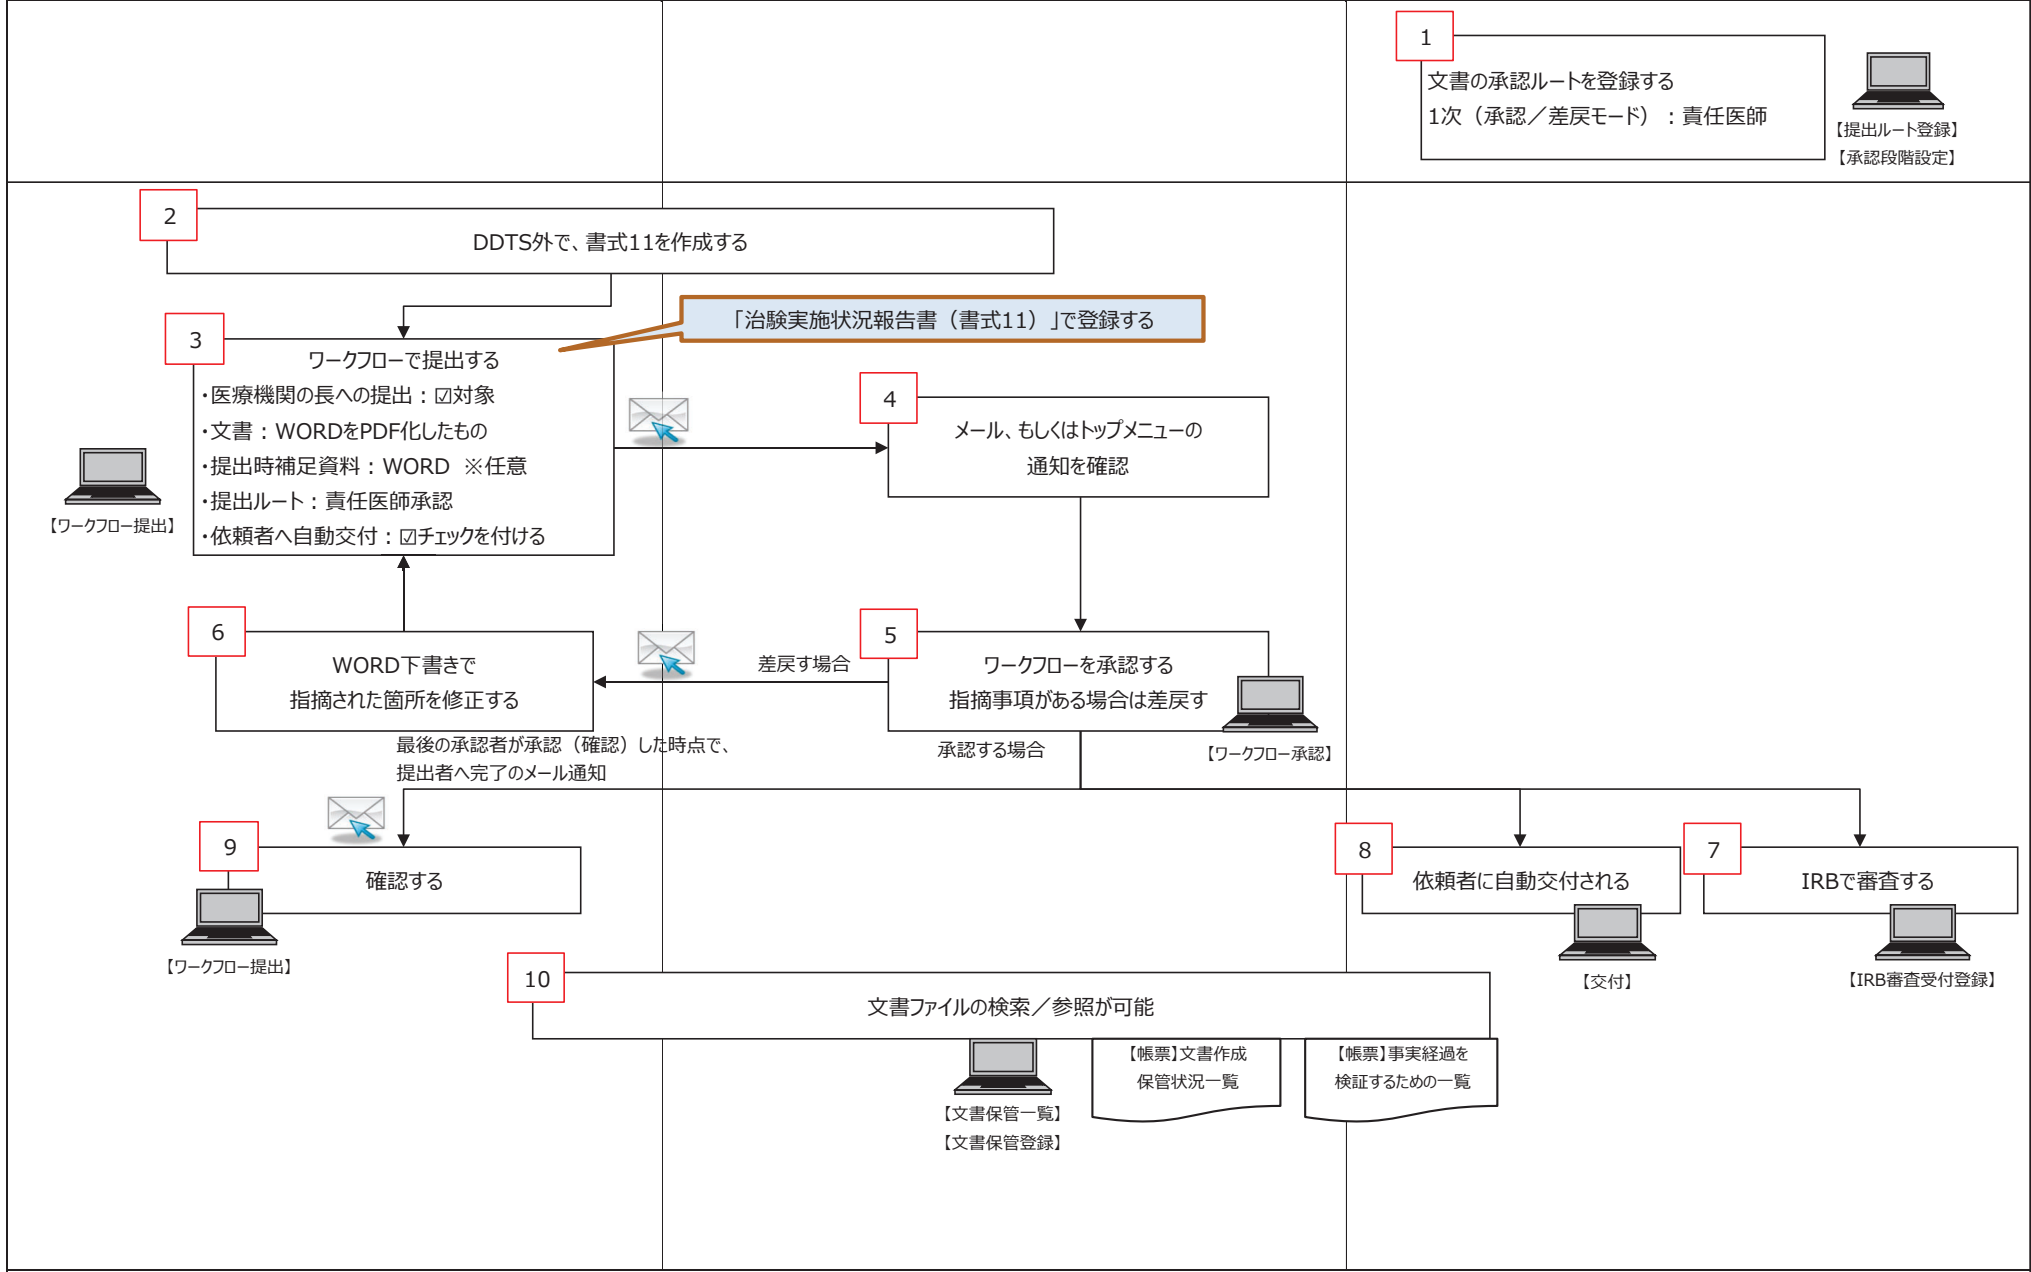 1
文書の承認ルートを登録する
1次（承認／差戻モード）：責任医師
【提出ルート登録】
【承認段階設定】
2
DDTS外で、書式11を作成する
「治験実施状況報告書（書式11）」で登録する
3
ワークフローで提出する
・医療機関の長への提出：☑対象
・文書：WORDをPDF化したもの
・提出時補足資料：WORD ※任意
・提出ルート：責任医師承認
・依頼者へ自動交付：☑チェックを付ける
【ワークフロー提出】
4
メール、もしくはトップメニューの
通知を確認
5
ワークフローを承認する
指摘事項がある場合は差戻す
【ワークフロー承認】
差戻す場合
6
WORD下書きで
指摘された箇所を修正する
承認する場合
最後の承認者が承認（確認）した時点で、
提出者へ完了のメール通知
9
確認する
【ワークフロー提出】
8
依頼者に自動交付される
【交付】
7
IRBで審査する
【IRB審査受付登録】
10
文書ファイルの検索／参照が可能
【文書保管一覧】
【文書保管登録】
【帳票】文書作成
保管状況一覧
【帳票】事実経過を
検証するための一覧